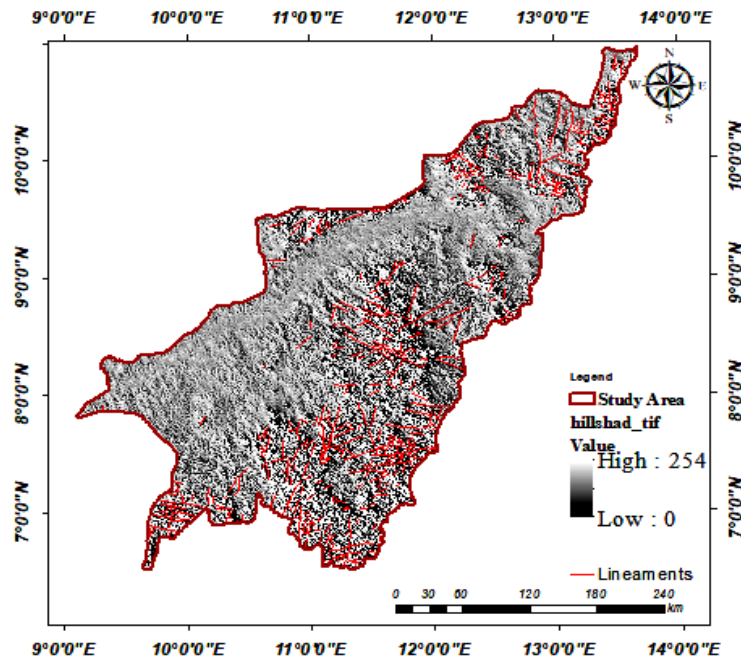 9°0'0"E 10°0'0"E 11°0'0"E 12°0'0"E 13°0'0"E 14°0'0"E
N
W E
S
10°0'0"N 10°0'0"N
9°0'0"N 9°0'0"N
8°0'0"N 8°0'0"N
7°0'0"N 7°0'0"N
Legend
Study Area
hillshad_tif
Value
High : 254
Low : 0
Lineaments
0 30 60 120 180 240
km
9°0'0"E 10°0'0"E 11°0'0"E 12°0'0"E 13°0'0"E 14°0'0"E